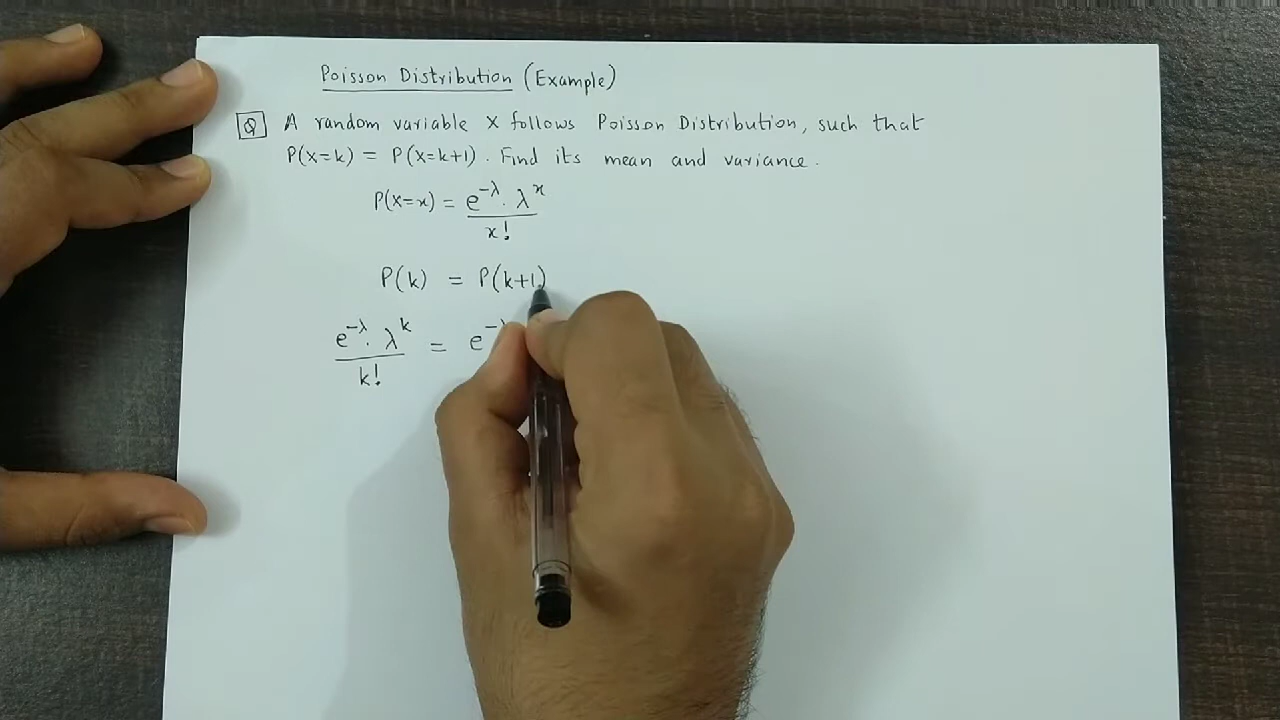 Poisson Distribution (Example)
Q A random variable X follows Poisson Distribution, such that
P(X=k) = P(X=k+1). Find its mean and variance.
P(X=x) = e^{-λ} · λ^x / x!
P(k) = P(k+1)
e^{-λ} · λ^k / k! = e^{-λ}